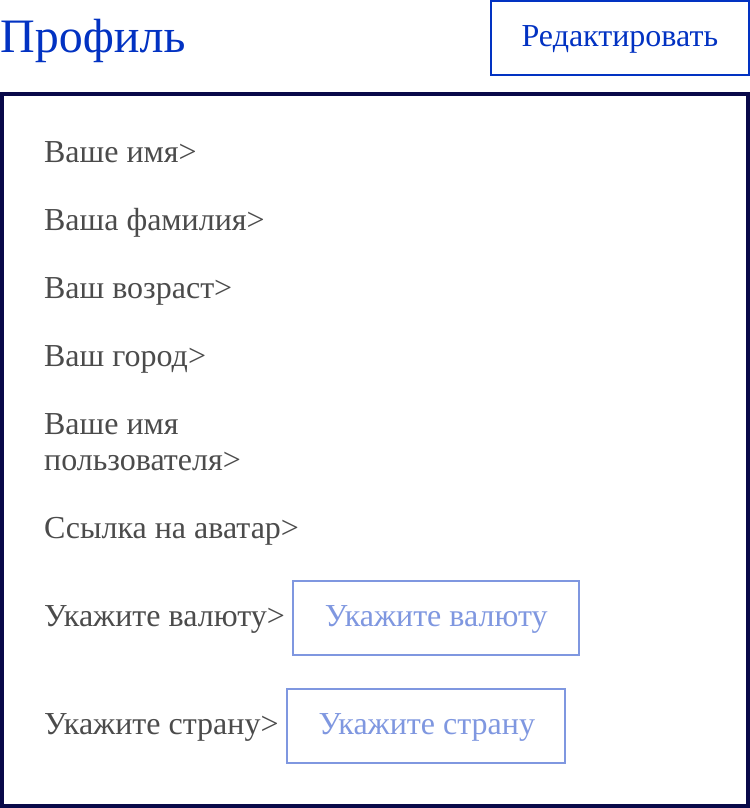 Профиль
Редактировать
Ваше имя>
Ваша фамилия>
Ваш возраст>
Ваш город>
Ваше имя
пользователя>
Ссылка на аватар>
Укажите валюту> Укажите валюту
Укажите страну> Укажите страну